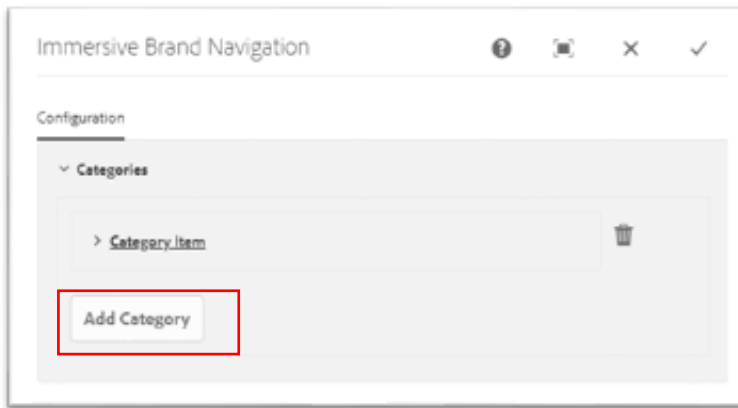 Immersive Brand Navigation
Configuration
Categories
Category Item
Add Category